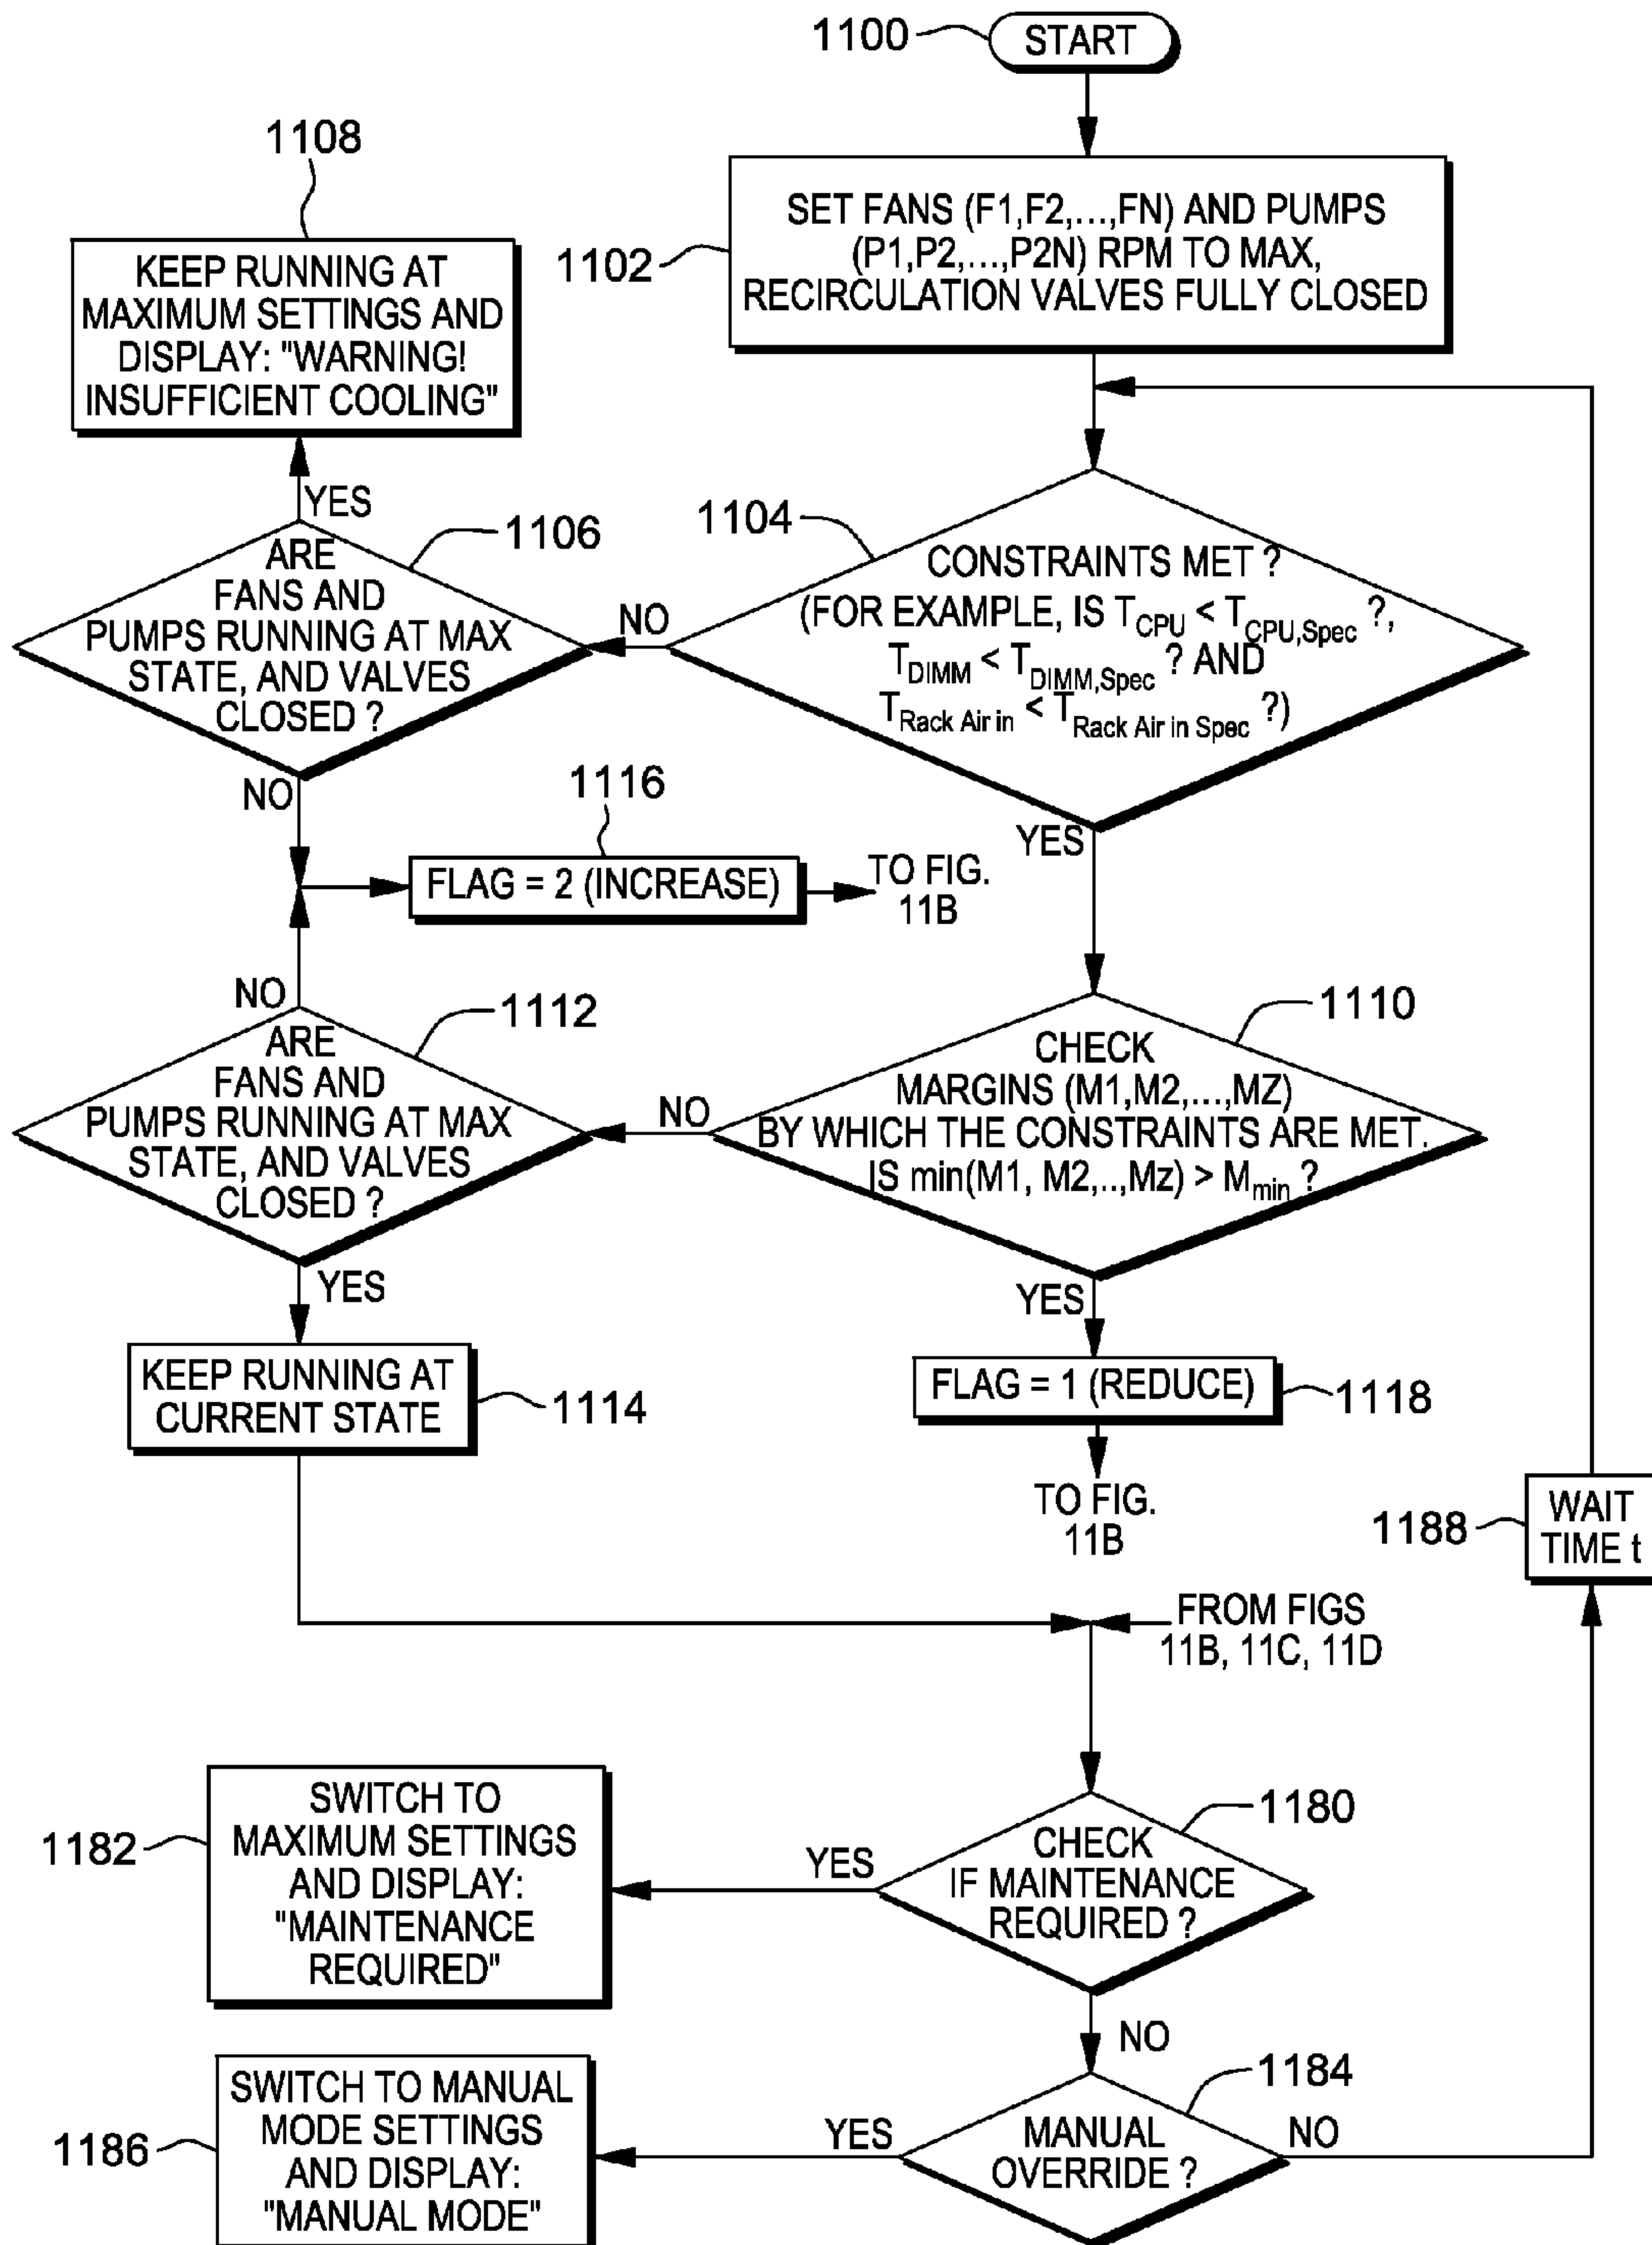 1100
START
1108
SET FANS (F1,F2,...,FN) AND PUMPS
(P1,P2,...,P2N) RPM TO MAX,
RECIRCULATION VALVES FULLY CLOSED
1102
KEEP RUNNING AT
MAXIMUM SETTINGS AND
DISPLAY: "WARNING!
INSUFFICIENT COOLING"
YES
1106
ARE
FANS AND
PUMPS RUNNING AT MAX
STATE, AND VALVES
CLOSED ?
NO
1104
CONSTRAINTS MET ?
(FOR EXAMPLE, IS T_CPU < T_CPU,Spec ?,
T_DIMM < T_DIMM,Spec ? AND
T_Rack Air in < T_Rack Air in Spec ?)
NO
YES
1116
FLAG = 2 (INCREASE)
TO FIG.
11B
NO
1112
ARE
FANS AND
PUMPS RUNNING AT MAX
STATE, AND VALVES
CLOSED ?
NO
1110
CHECK
MARGINS (M1,M2,...,MZ)
BY WHICH THE CONSTRAINTS ARE MET.
IS min(M1, M2,..,Mz) > M_min ?
YES
YES
KEEP RUNNING AT
CURRENT STATE
1114
FLAG = 1 (REDUCE)
1118
TO FIG.
11B
1188
WAIT
TIME t
FROM FIGS
11B, 11C, 11D
1182
SWITCH TO
MAXIMUM SETTINGS
AND DISPLAY:
"MAINTENANCE
REQUIRED"
YES
1180
CHECK
IF MAINTENANCE
REQUIRED ?
NO
1186
SWITCH TO MANUAL
MODE SETTINGS
AND DISPLAY:
"MANUAL MODE"
YES
1184
MANUAL
OVERRIDE ?
NO